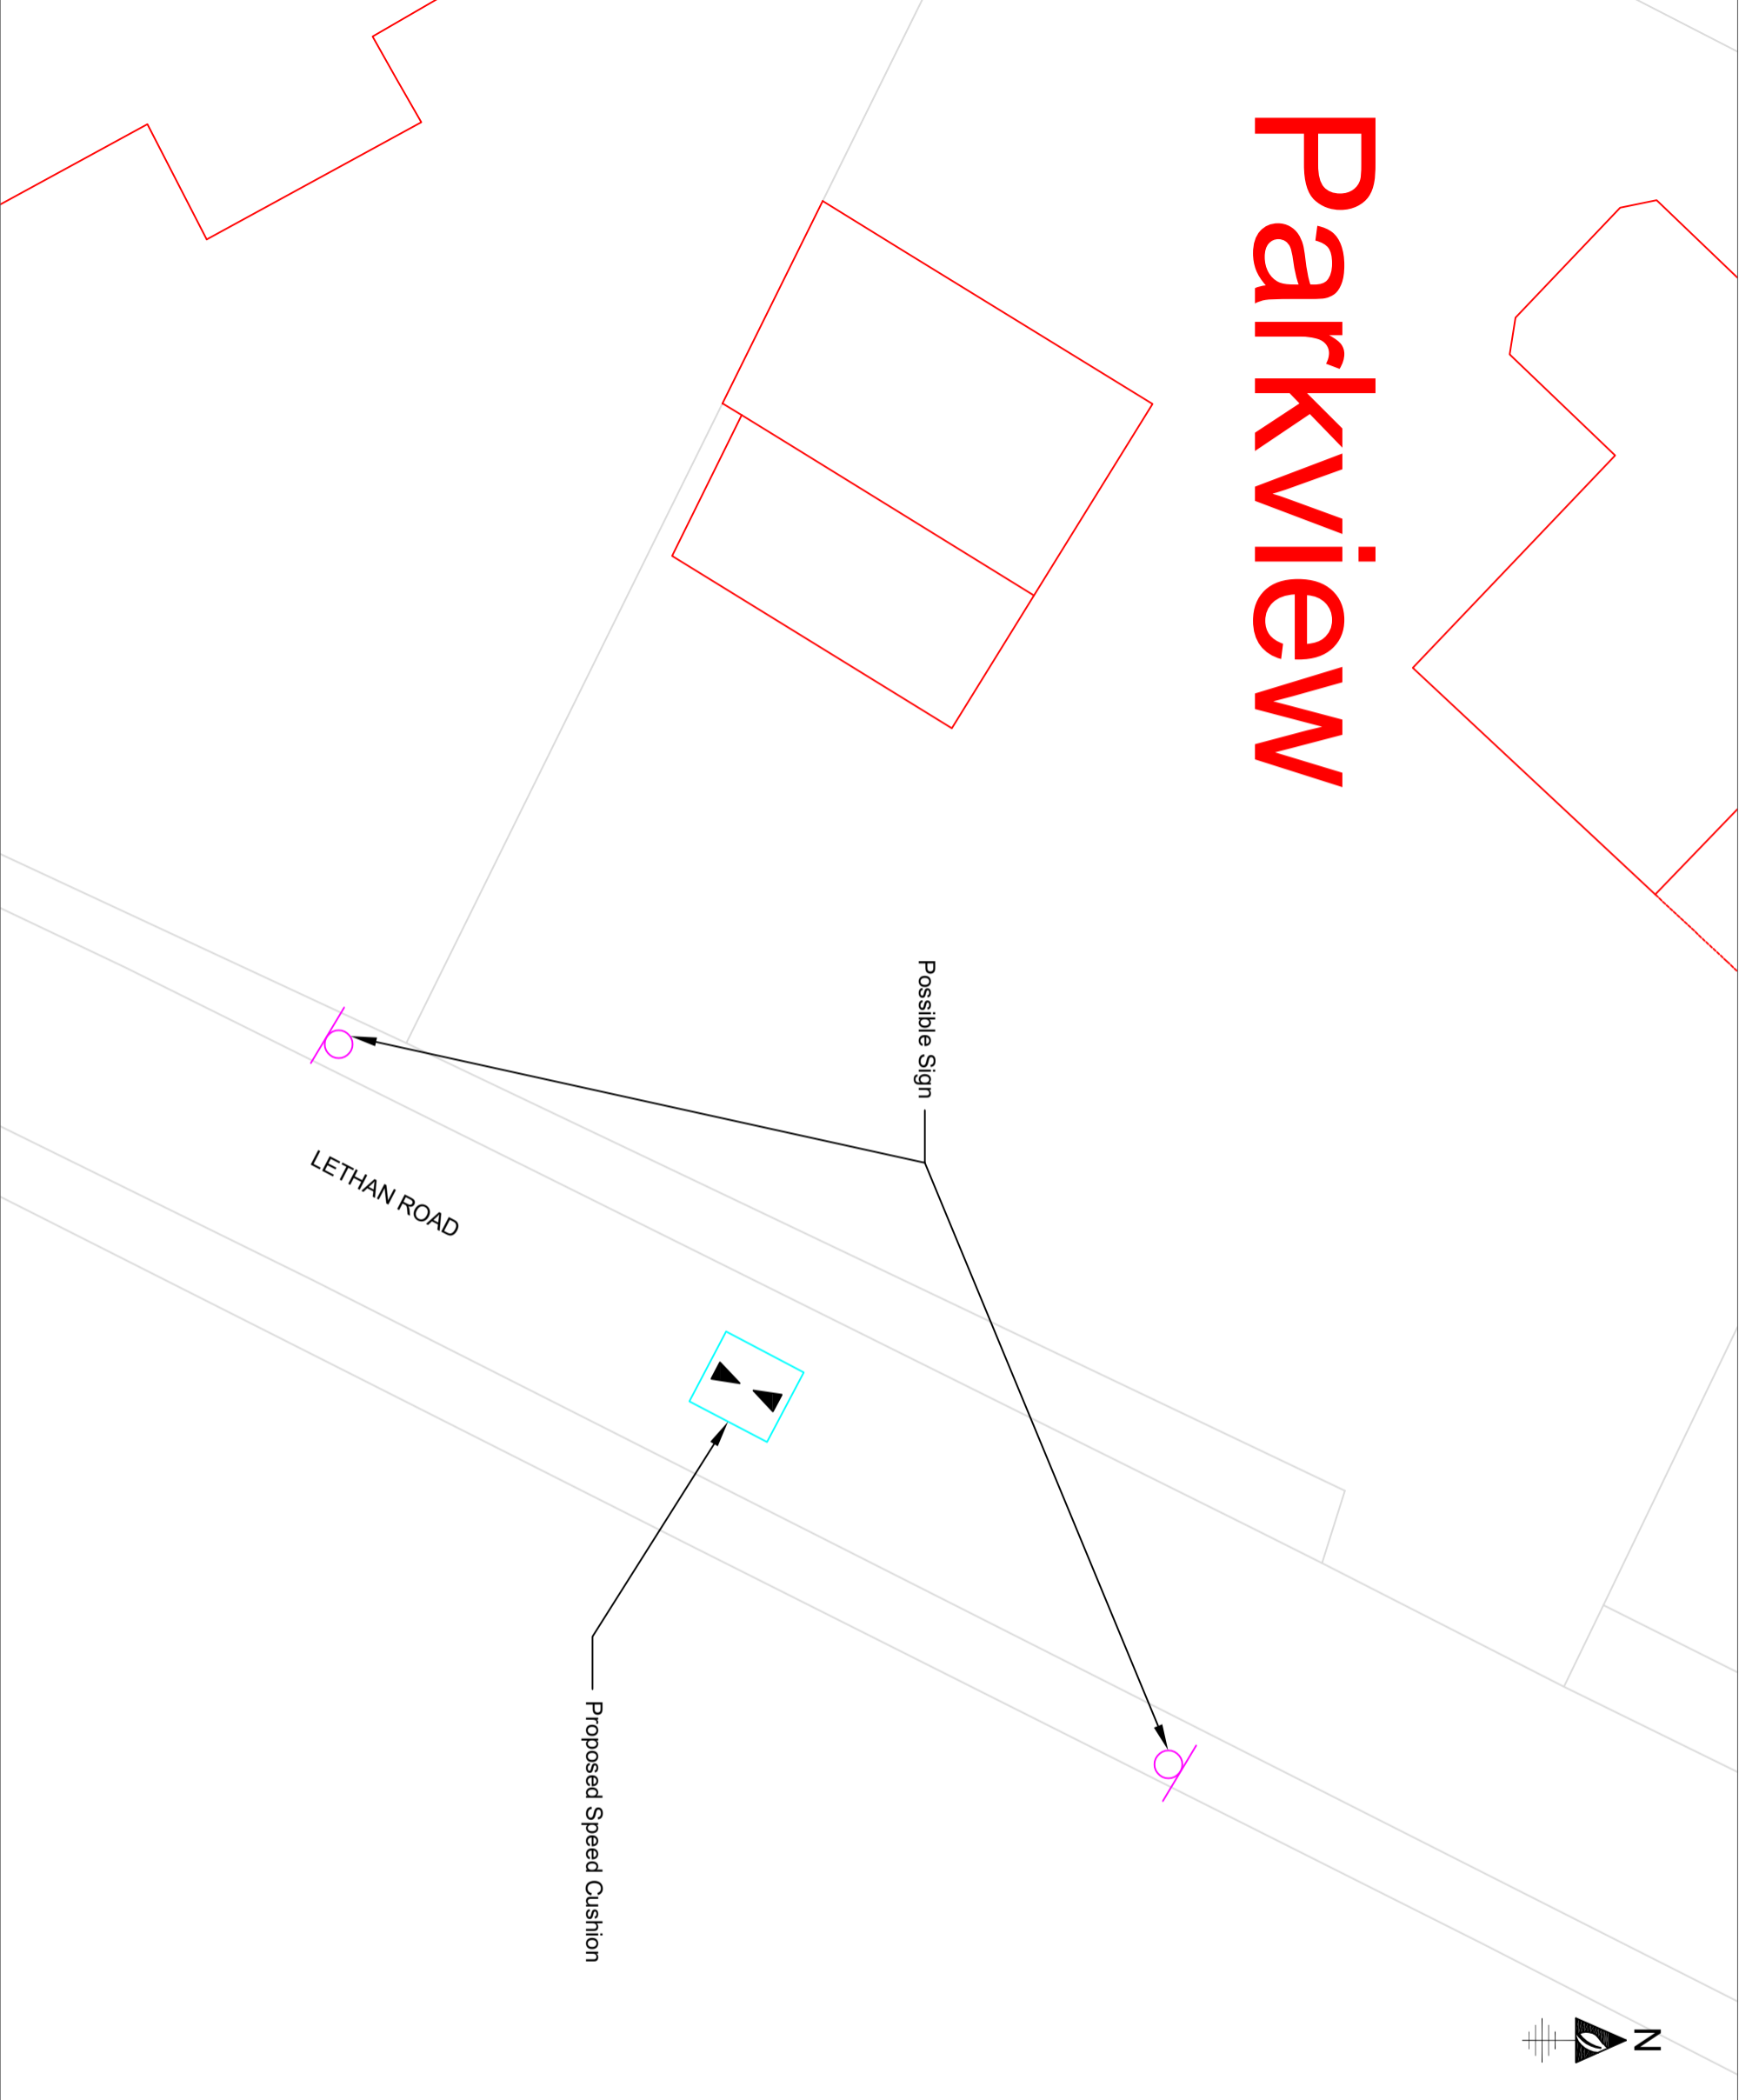 Parkview
Possible Sign
LETHAN ROAD
Proposed Speed Cushion
N